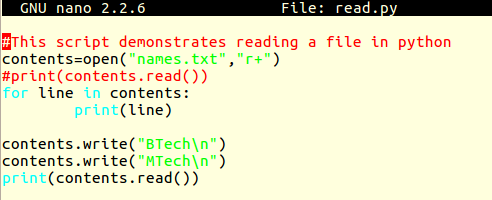 GNU nano 2.2.6 File: read.py
#This script demonstrates reading a file in python
contents=open("names.txt","r+")
#print(contents.read())
for line in contents:
        print(line)
contents.write("BTech\n")
contents.write("MTech\n")
print(contents.read())